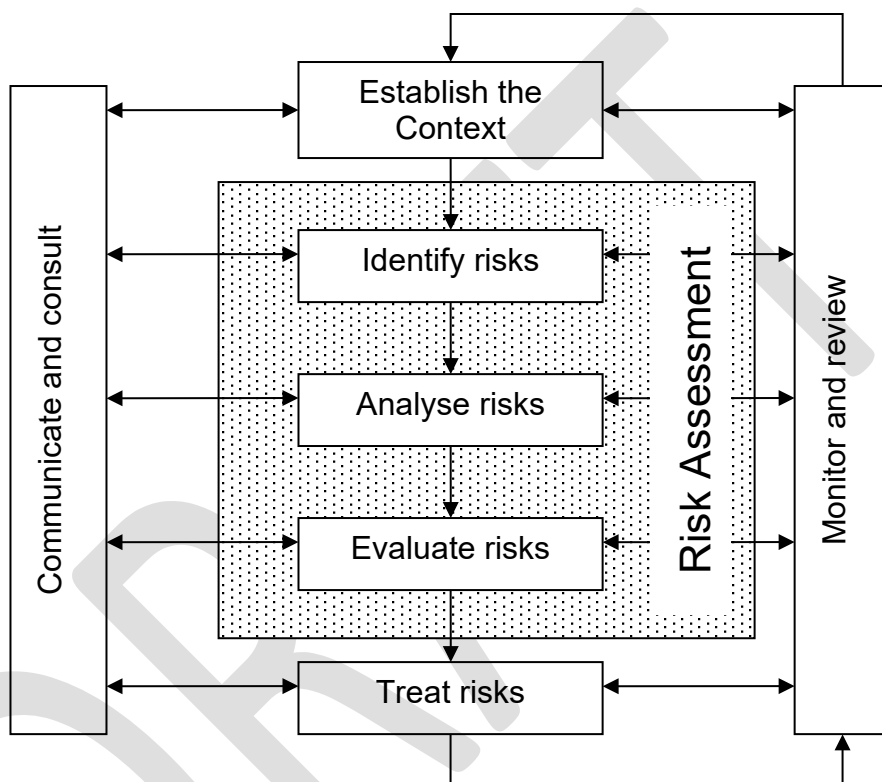 Establish the
Context
Communicate and consult
Identify risks
Analyse risks
Evaluate risks
Risk Assessment
Monitor and review
Treat risks
DRAFT